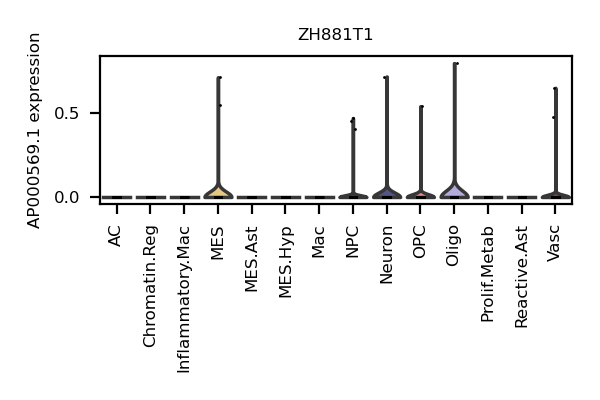 ZH881T1
AP000569.1 expression
0.5
0.0
AC
Chromatin.Reg
Inflammatory.Mac
MES
MES.Ast
MES.Hyp
Mac
NPC
Neuron
OPC
Oligo
Prolif.Metab
Reactive.Ast
Vasc